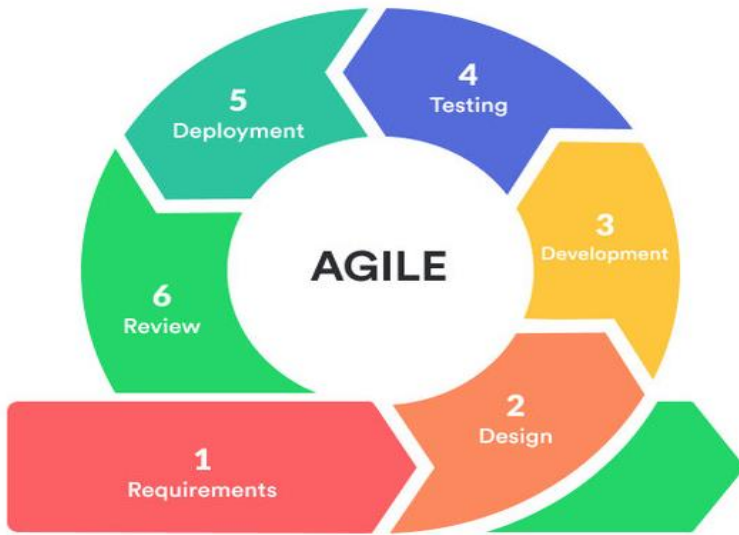 AGILE
1
Requirements
2
Design
3
Development
4
Testing
5
Deployment
6
Review